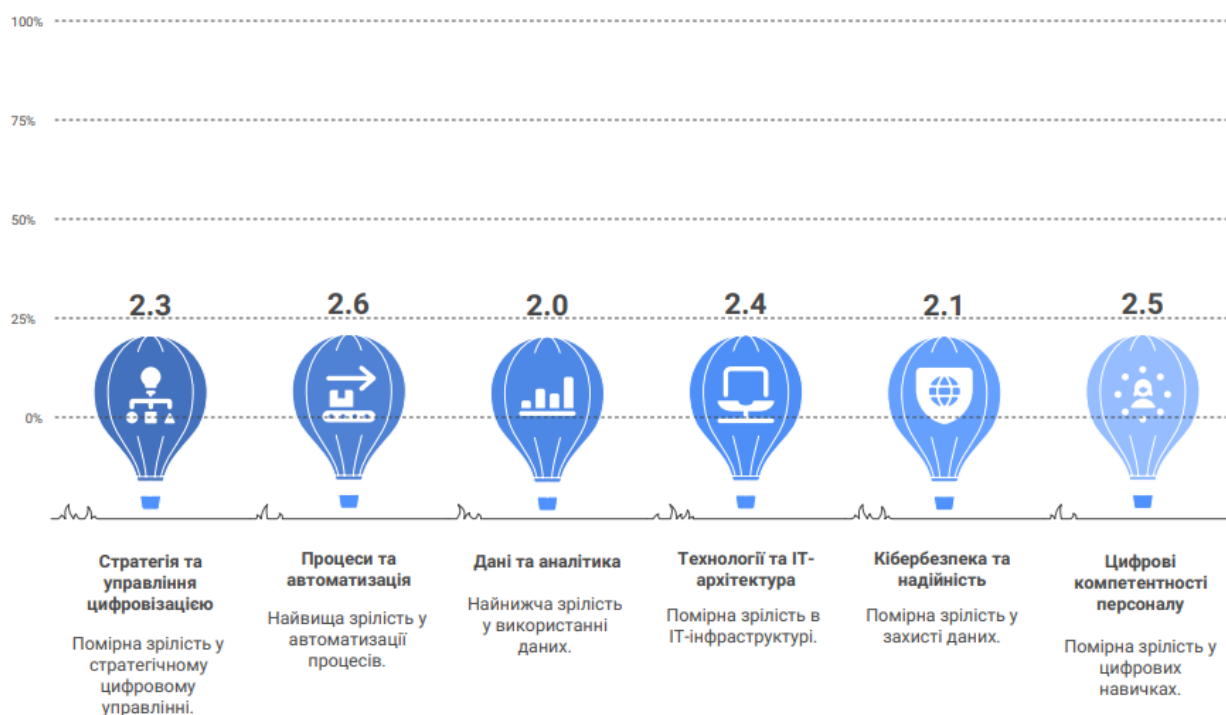 100%
75%
50%
25%
0%
2.3
2.6
2.0
2.4
2.1
2.5
Стратегія та
управління
цифровізацією
Помірна зрілість у
стратегічному
цифровому
управлінні.
Процеси та
автоматизація
Найвища зрілість у
автоматизації
процесів.
Дані та аналітика
Найнижча зрілість
у використанні
даних.
Технології та ІТ-
архітектура
Помірна зрілість в
ІТ-інфраструктурі.
Кібербезпека та
надійність
Помірна зрілість у
захисті даних.
Цифрові
компетентності
персоналу
Помірна зрілість у
цифрових
навичках.